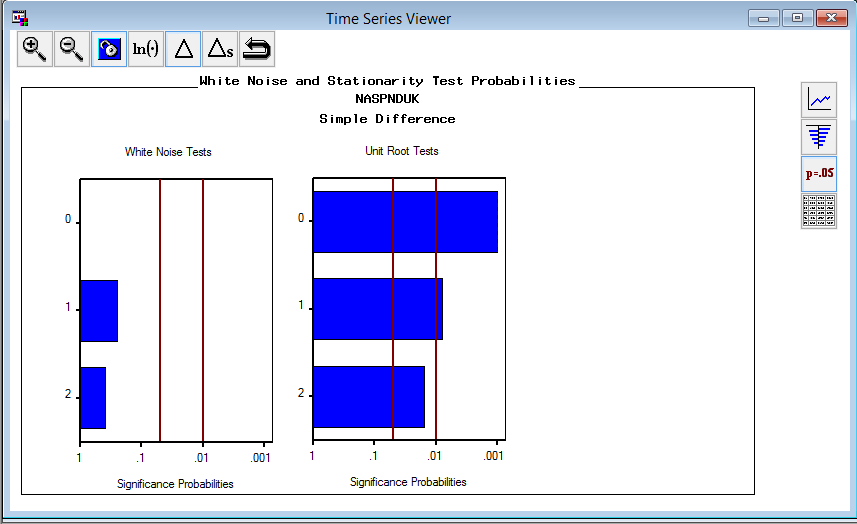 Time Series Viewer
ln(·)
Δ
Δs
White Noise and Stationarity Test Probabilities
NASPNDUK
Simple Difference
White Noise Tests
0
1
2
1 .1 .01 .001
Significance Probabilities
Unit Root Tests
0
1
2
1 .1 .01 .001
Significance Probabilities
p=.05